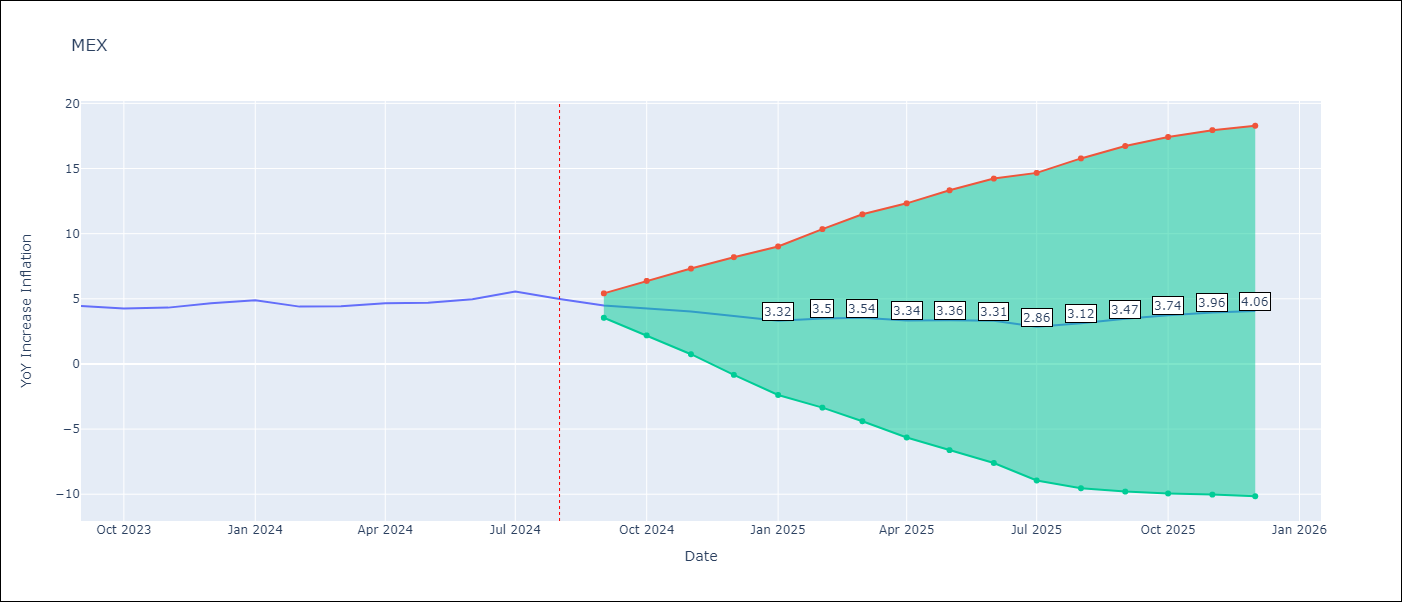 MEX
YoY Increase Inflation
20
15
10
5
0
−5
−10
3.32
3.5
3.54
3.34
3.36
3.31
2.86
3.12
3.47
3.74
3.96
4.06
Oct 2023
Jan 2024
Apr 2024
Jul 2024
Oct 2024
Jan 2025
Apr 2025
Jul 2025
Oct 2025
Jan 2026
Date